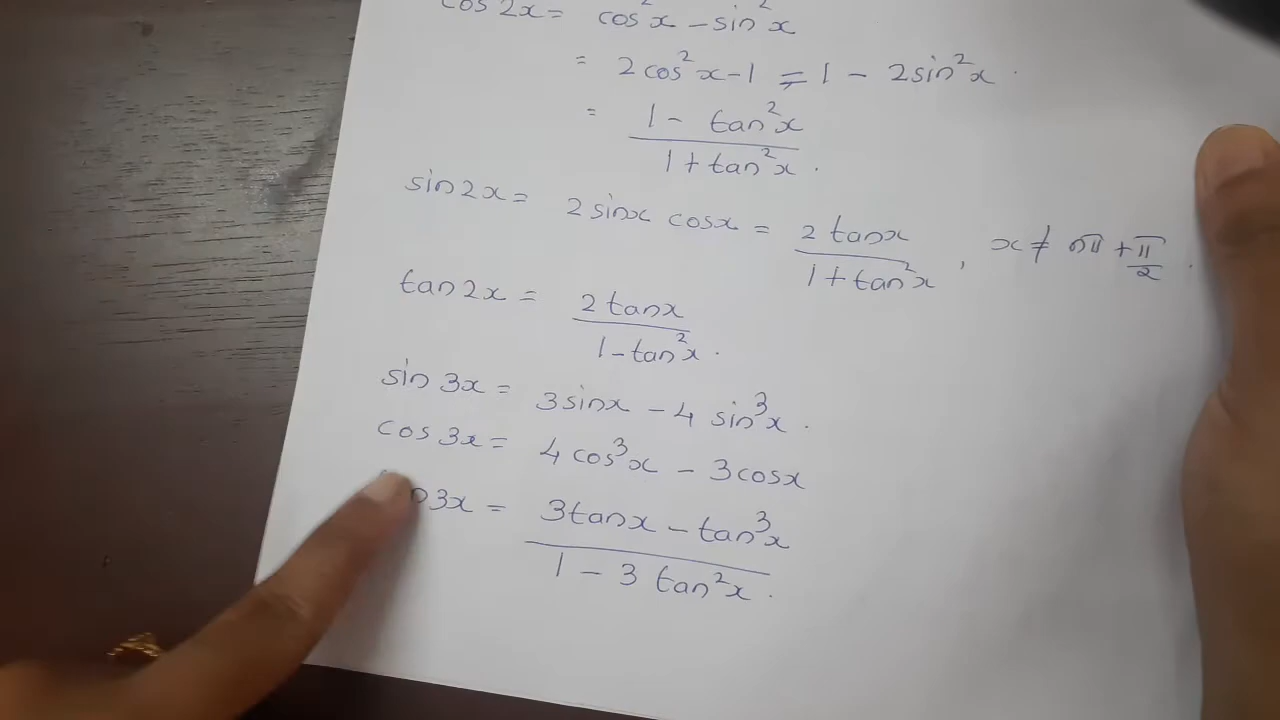 cos 2x = cos²x - sin²x
= 2cos²x - 1 = 1 - 2sin²x.
= (1 - tan²x)/(1 + tan²x).
sin 2x = 2 sinx cosx = (2 tanx)/(1 + tan²x), x ≠ nπ + π/2.
tan 2x = (2 tanx)/(1 - tan²x).
sin 3x = 3 sinx - 4 sin³x.
cos 3x = 4 cos³x - 3 cosx
3x = (3tanx - tan³x)/(1 - 3 tan²x).